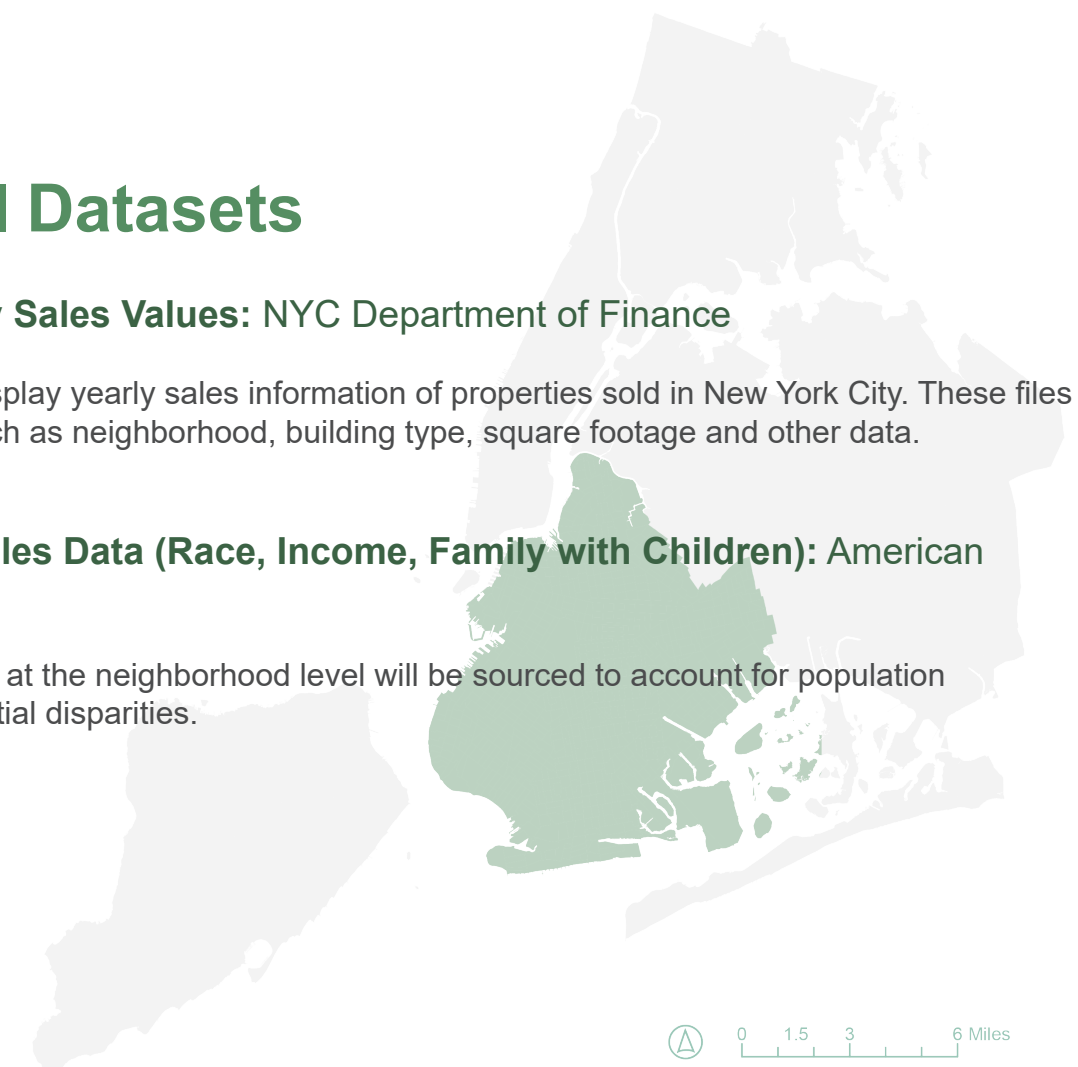 Datasets
Sales Values: NYC Department of Finance
splay yearly sales information of properties sold in New York City. These files
ch as neighborhood, building type, square footage and other data.
les Data (Race, Income, Family with Children): American
at the neighborhood level will be sourced to account for population
tial disparities.
0 1.5 3 6 Miles